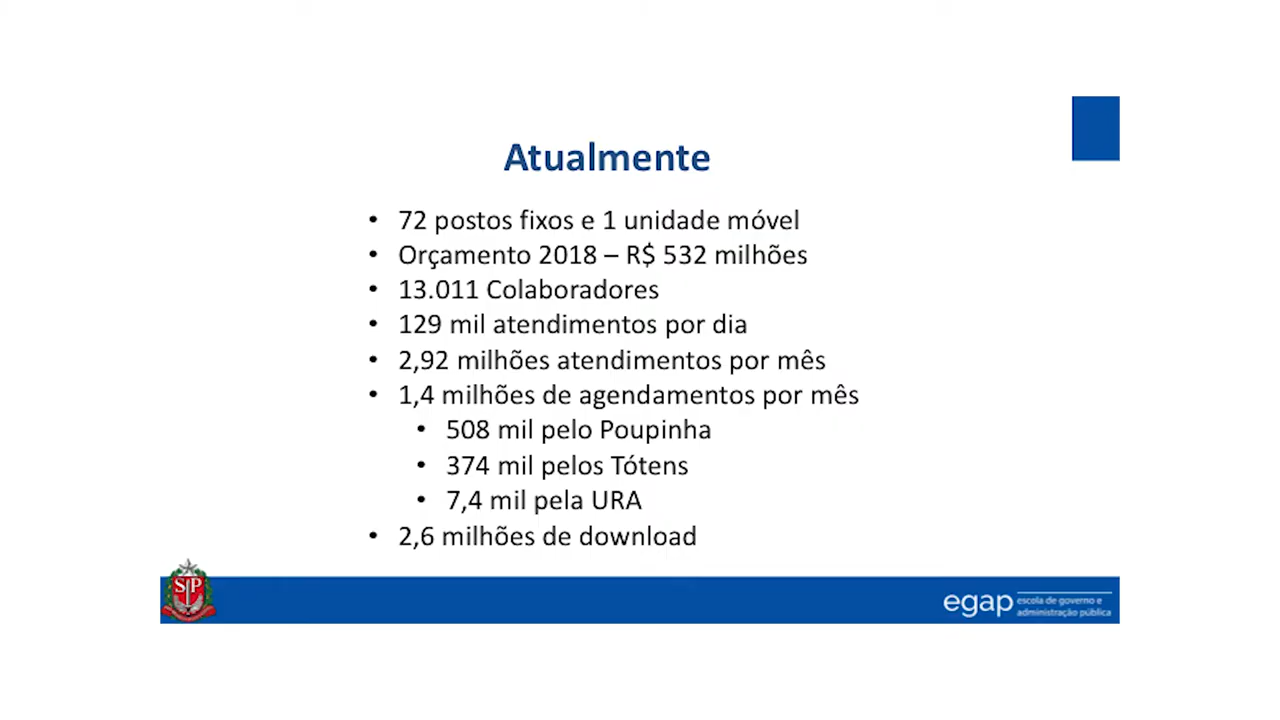 Atualmente
• 72 postos fixos e 1 unidade móvel
• Orçamento 2018 – R$ 532 milhões
• 13.011 Colaboradores
• 129 mil atendimentos por dia
• 2,92 milhões atendimentos por mês
• 1,4 milhões de agendamentos por mês
• 508 mil pelo Poupinha
• 374 mil pelos Tótens
• 7,4 mil pela URA
• 2,6 milhões de download
SP
egap
escola de governo e
administração pública